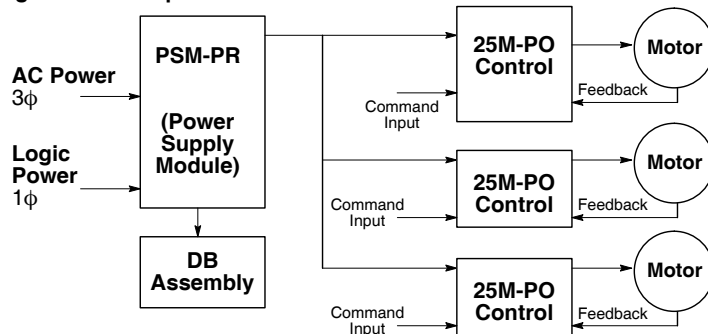 PSM-PR
(Power
Supply
Module)
AC Power
3ϕ
Logic
Power
1ϕ
DB
Assembly
25M-PO
Control
Motor
Feedback
Command
Input
25M-PO
Control
Motor
Feedback
Command
Input
25M-PO
Control
Motor
Feedback
Command
Input